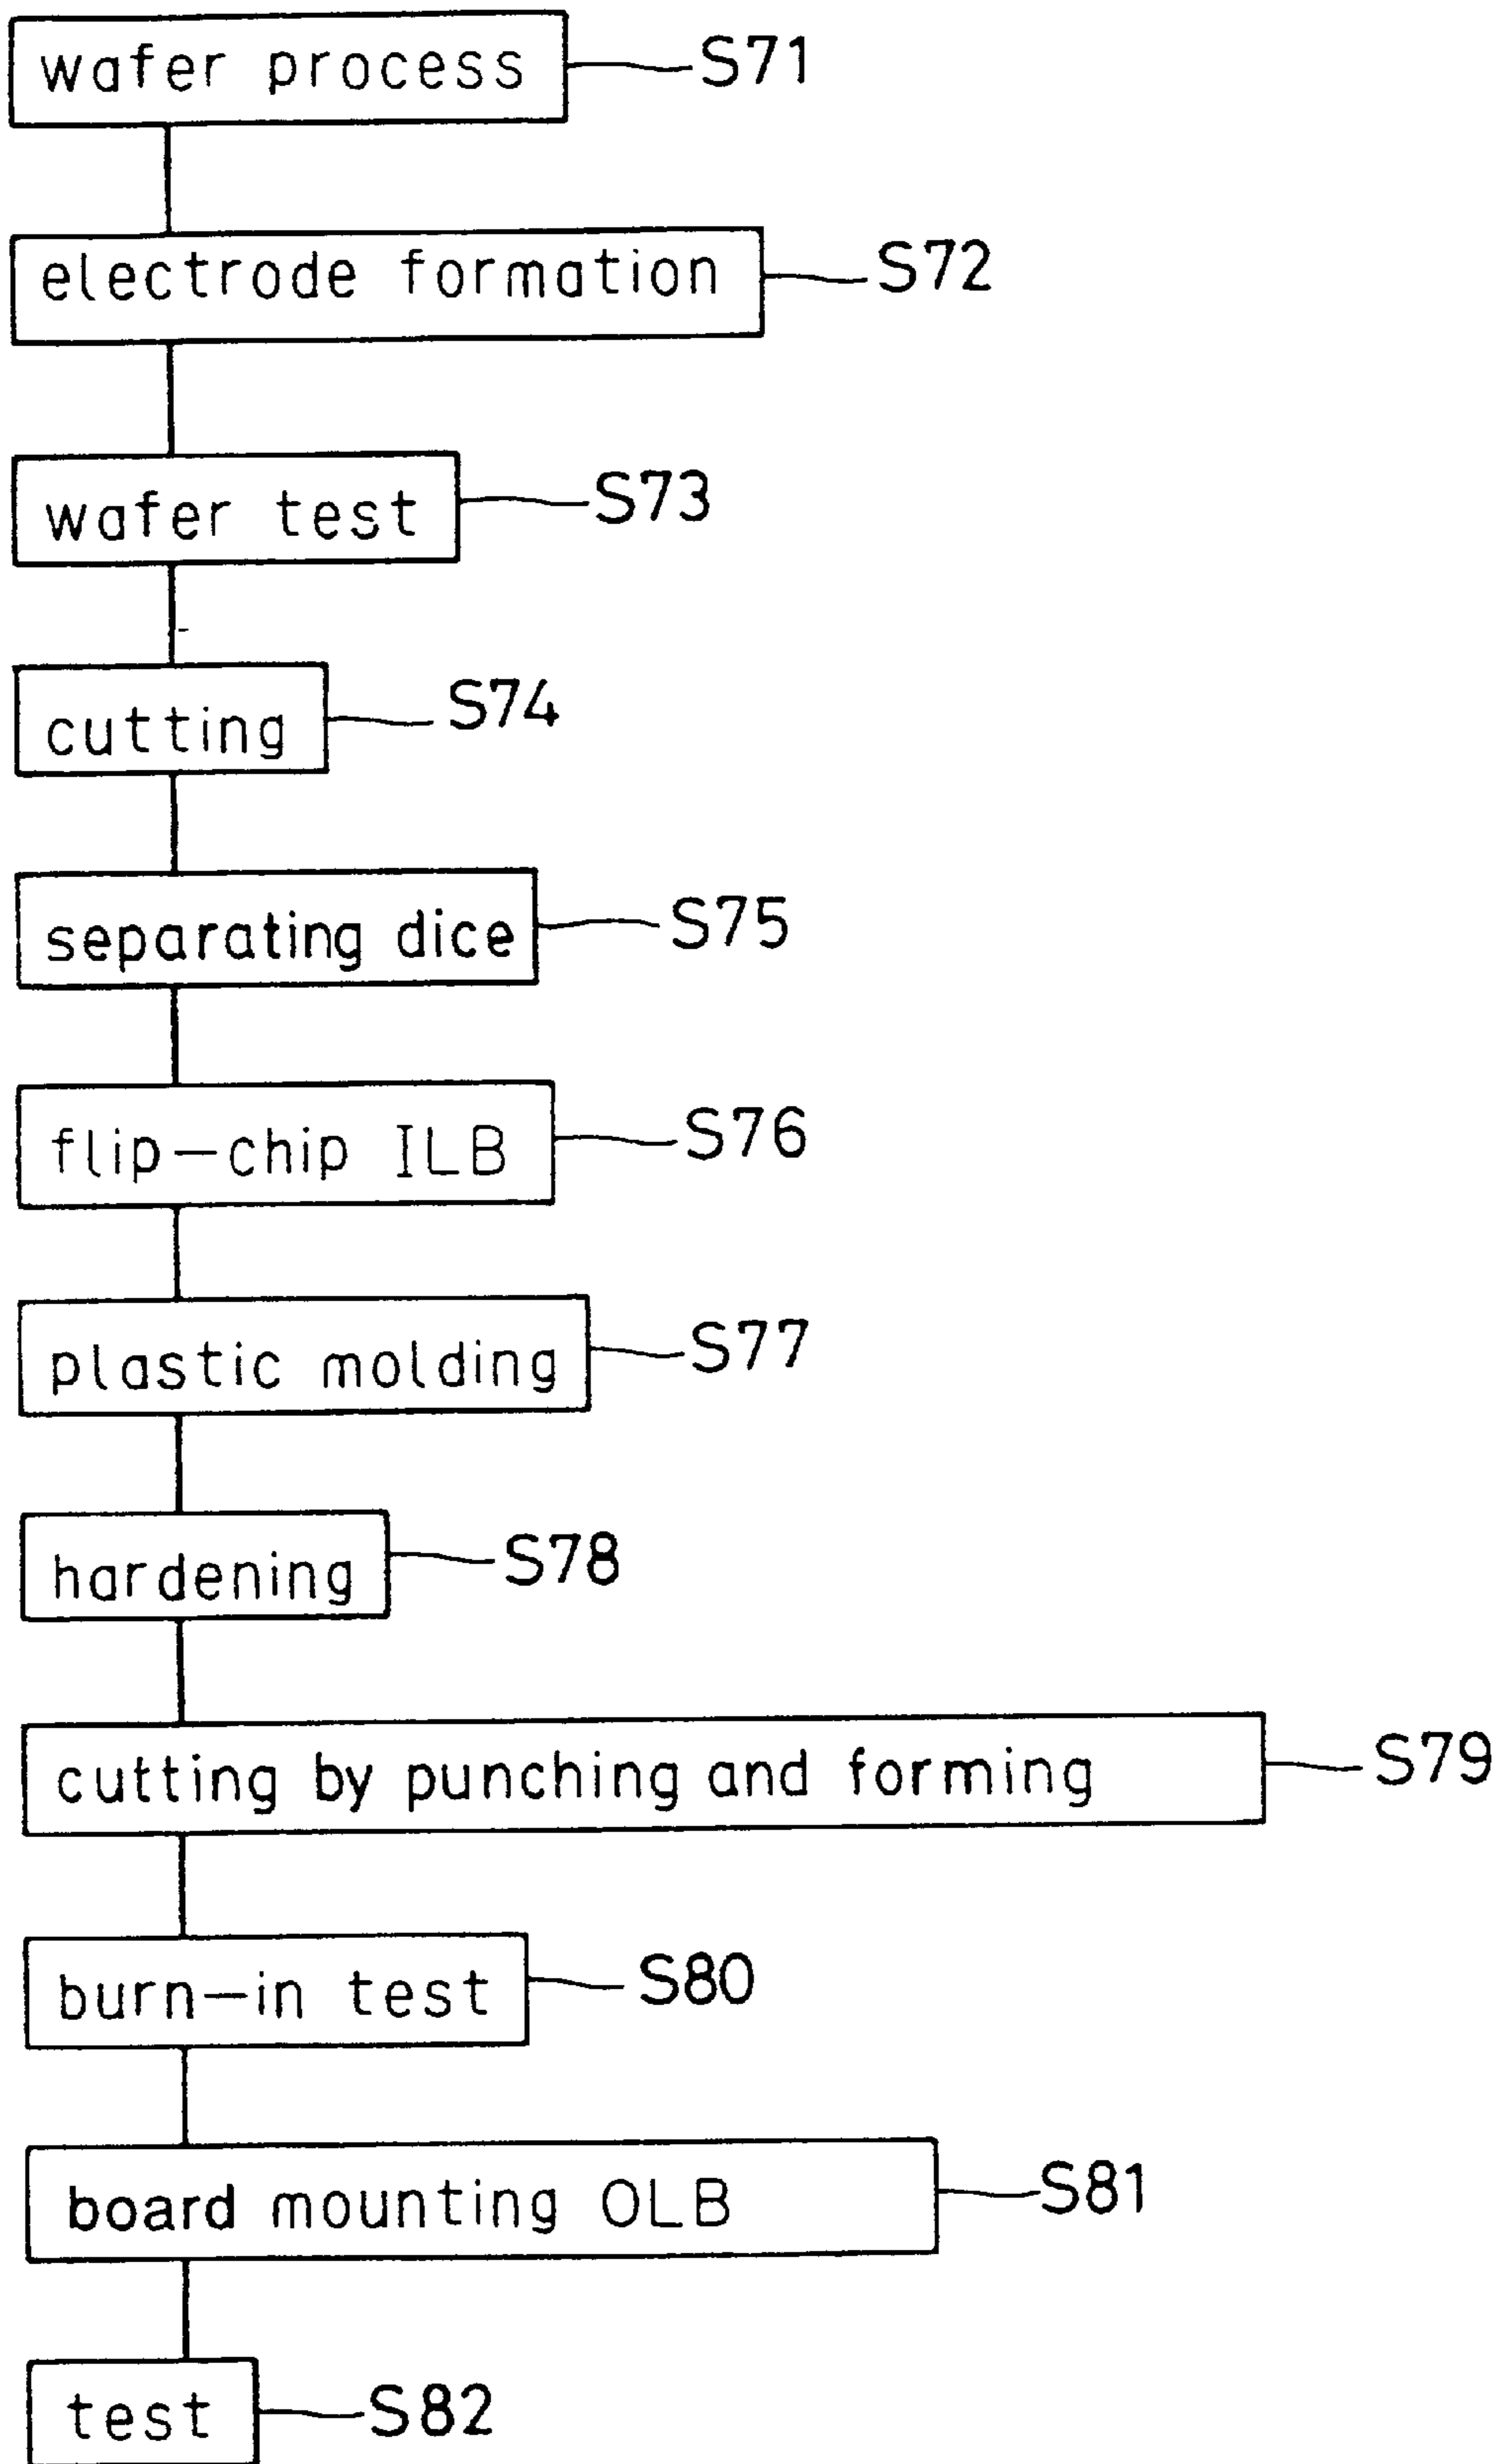 wafer process S71
electrode formation S72
wafer test S73
cutting S74
separating dice S75
flip-chip ILB S76
plastic molding S77
hardening S78
cutting by punching and forming S79
burn-in test S80
board mounting OLB S81
test S82